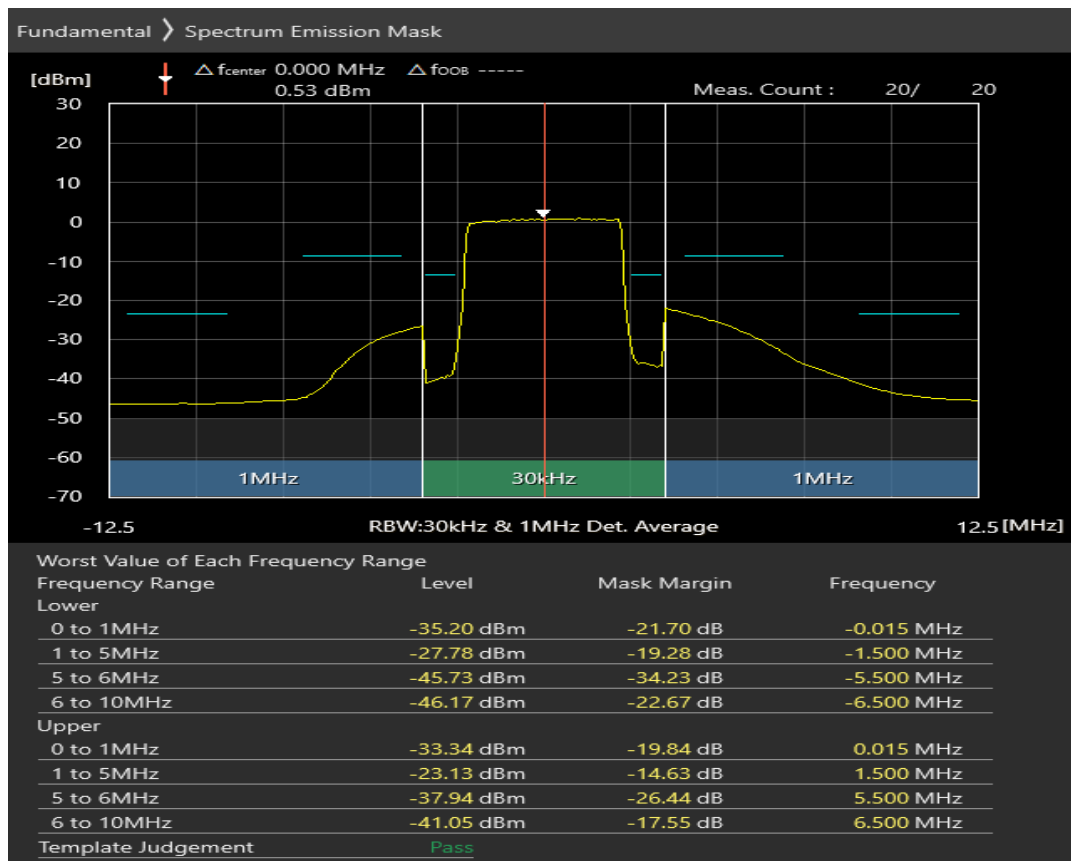 Fundamental ❯ Spectrum Emission Mask
[dBm] △ fcenter 0.000 MHz △ fOOB -----
0.53 dBm Meas. Count : 20/ 20
30
20
10
0
-10
-20
-30
-40
-50
-60
-70
1MHz 30kHz 1MHz
-12.5 RBW:30kHz & 1MHz Det. Average 12.5 [MHz]
Worst Value of Each Frequency Range
Frequency Range Level Mask Margin Frequency
Lower
0 to 1MHz -35.20 dBm -21.70 dB -0.015 MHz
1 to 5MHz -27.78 dBm -19.28 dB -1.500 MHz
5 to 6MHz -45.73 dBm -34.23 dB -5.500 MHz
6 to 10MHz -46.17 dBm -22.67 dB -6.500 MHz
Upper
0 to 1MHz -33.34 dBm -19.84 dB 0.015 MHz
1 to 5MHz -23.13 dBm -14.63 dB 1.500 MHz
5 to 6MHz -37.94 dBm -26.44 dB 5.500 MHz
6 to 10MHz -41.05 dBm -17.55 dB 6.500 MHz
Template Judgement Pass